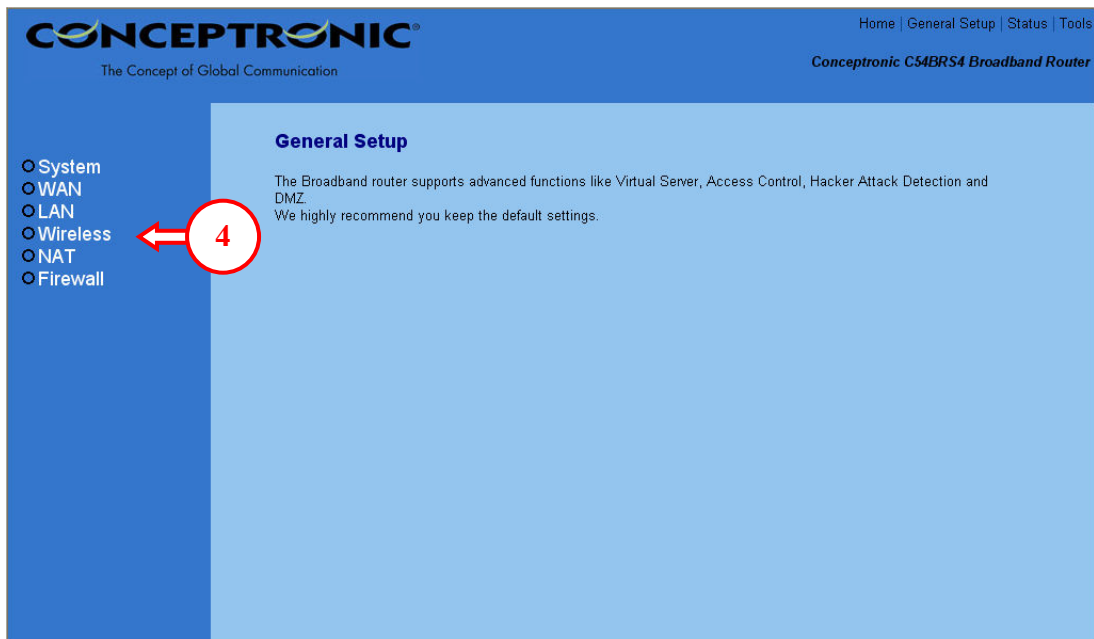 CONCEPTRONIC®
The Concept of Global Communication
Home | General Setup | Status | Tools
Conceptronic C54BRS4 Broadband Router
System
WAN
LAN
Wireless
NAT
Firewall
4
General Setup
The Broadband router supports advanced functions like Virtual Server, Access Control, Hacker Attack Detection and
DMZ.
We highly recommend you keep the default settings.